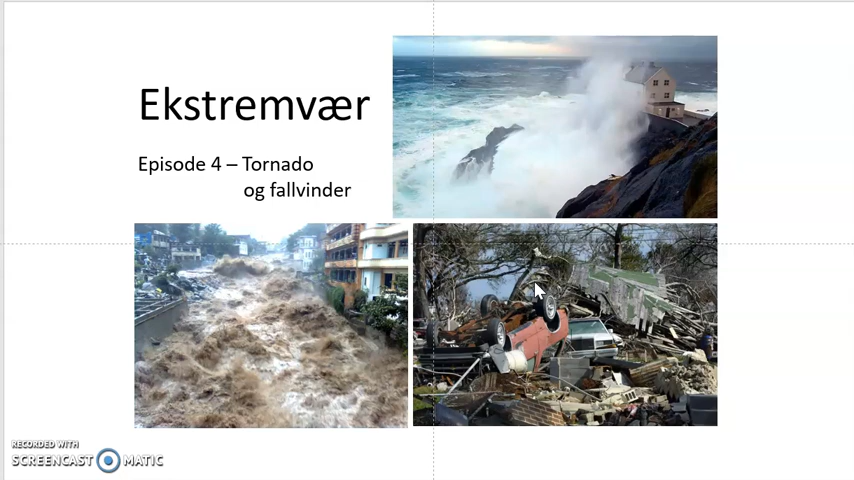 Ekstremvær
Episode 4 – Tornado
og fallvinder
RECORDED WITH
SCREENCAST MATIC